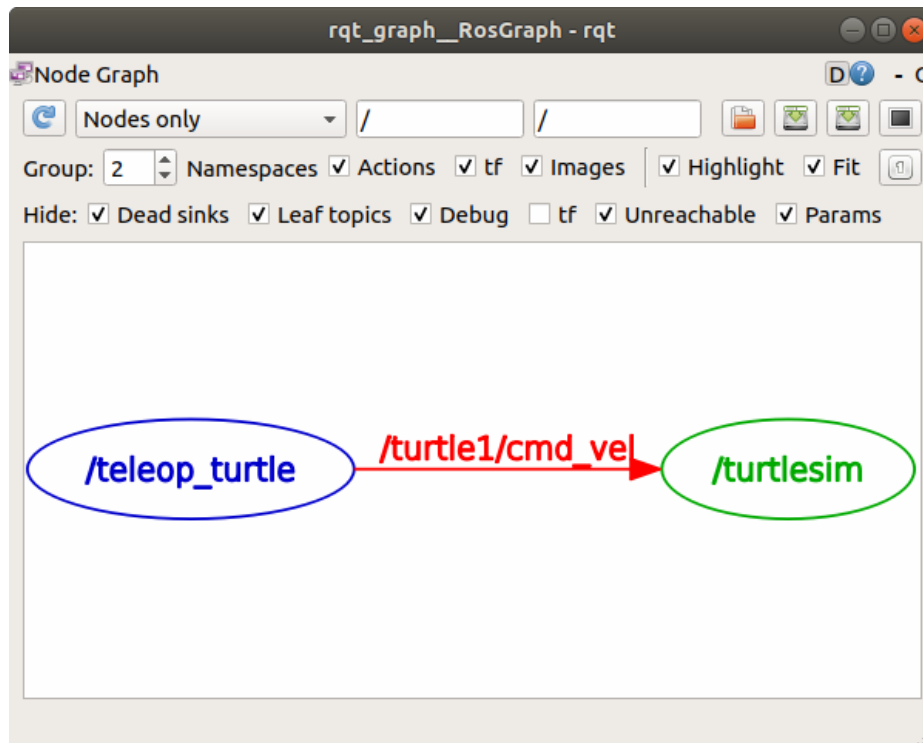 rqt_graph__RosGraph - rqt
Node Graph D ? -
Nodes only / /
Group: 2 Namespaces Actions tf Images Highlight Fit
Hide: Dead sinks Leaf topics Debug tf Unreachable Params
/teleop_turtle /turtle1/cmd_vel /turtlesim